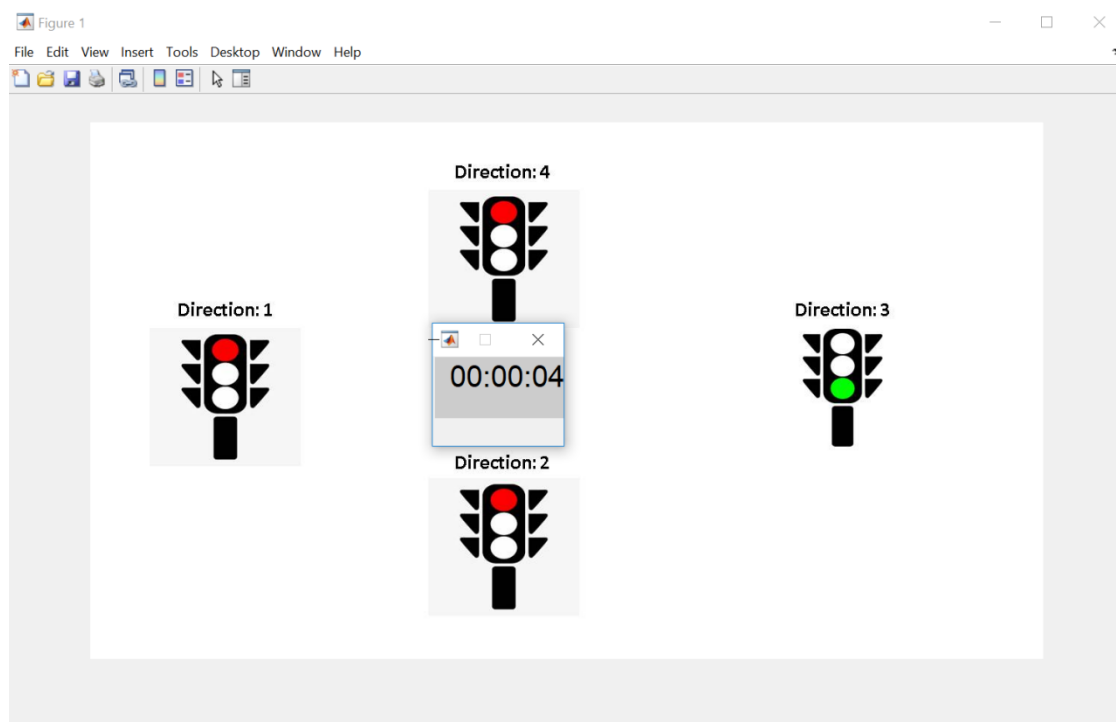 Figure 1
File Edit View Insert Tools Desktop Window Help
Direction: 4
Direction: 1
Direction: 3
00:00:04
Direction: 2